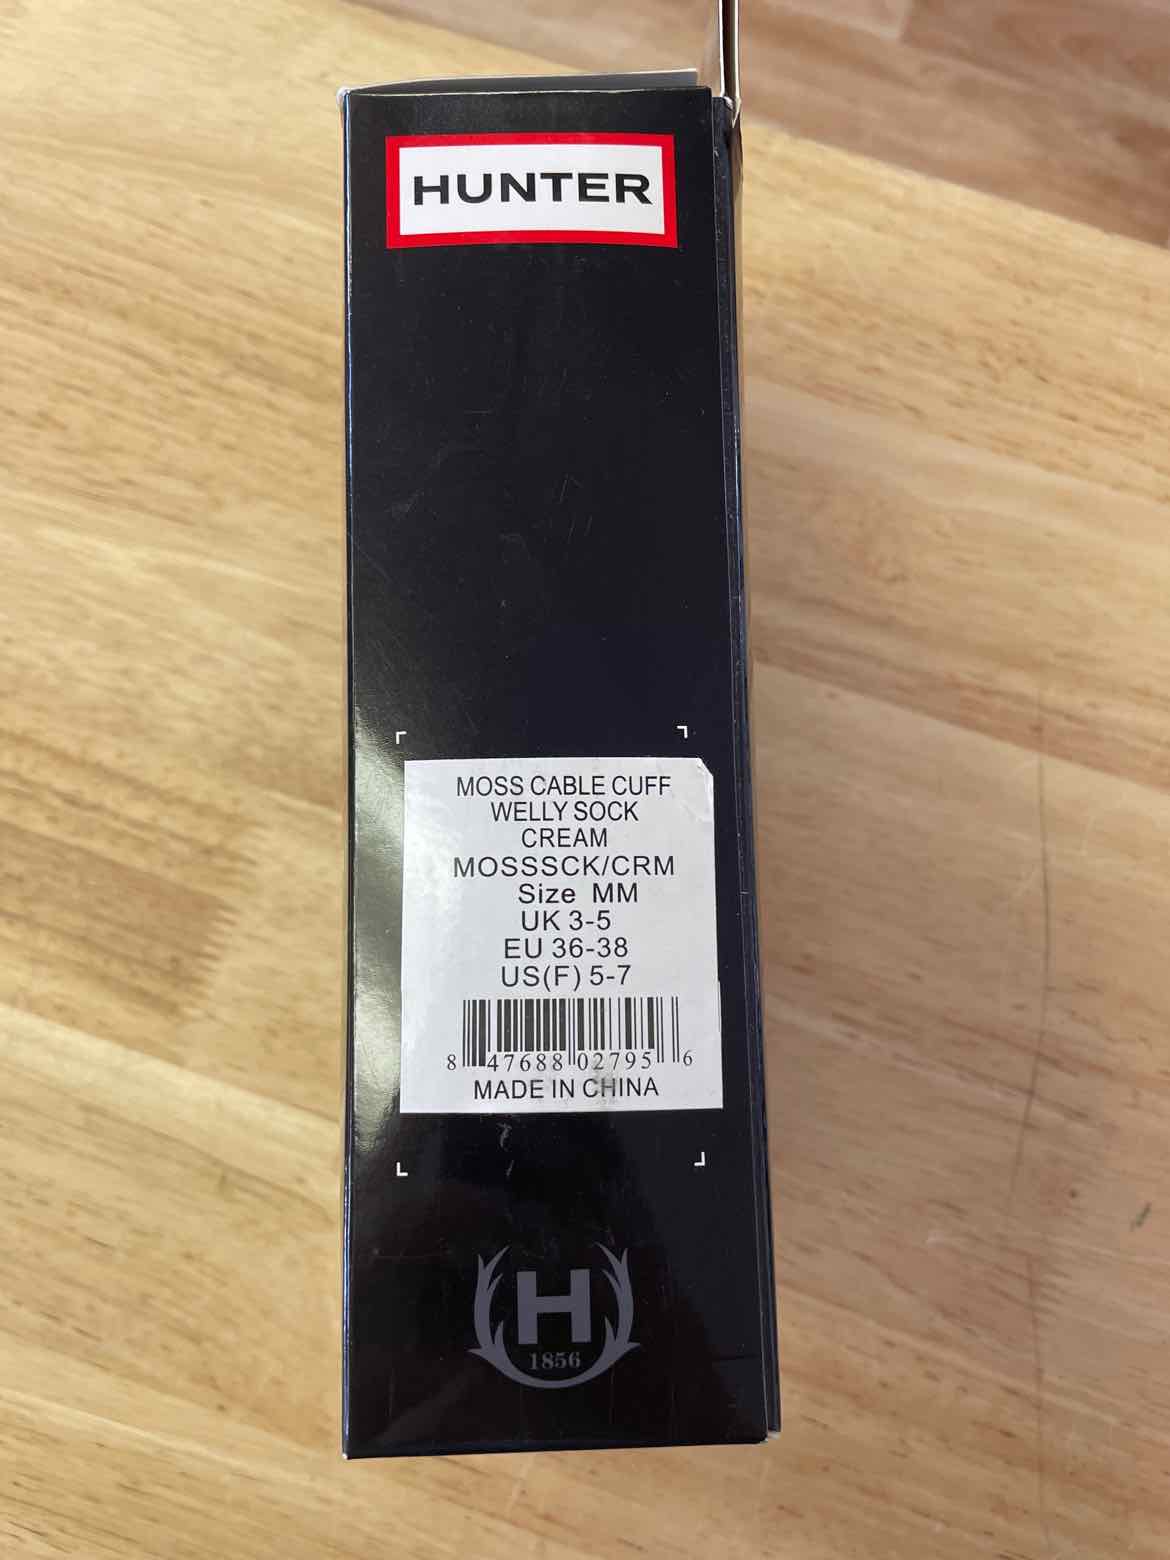 HUNTER
MOSS CABLE CUFF
WELLY SOCK
CREAM
MOSSSCK/CRM
Size MM
UK 3-5
EU 36-38
US(F) 5-7
8 47688 02795 6
MADE IN CHINA
H
1856